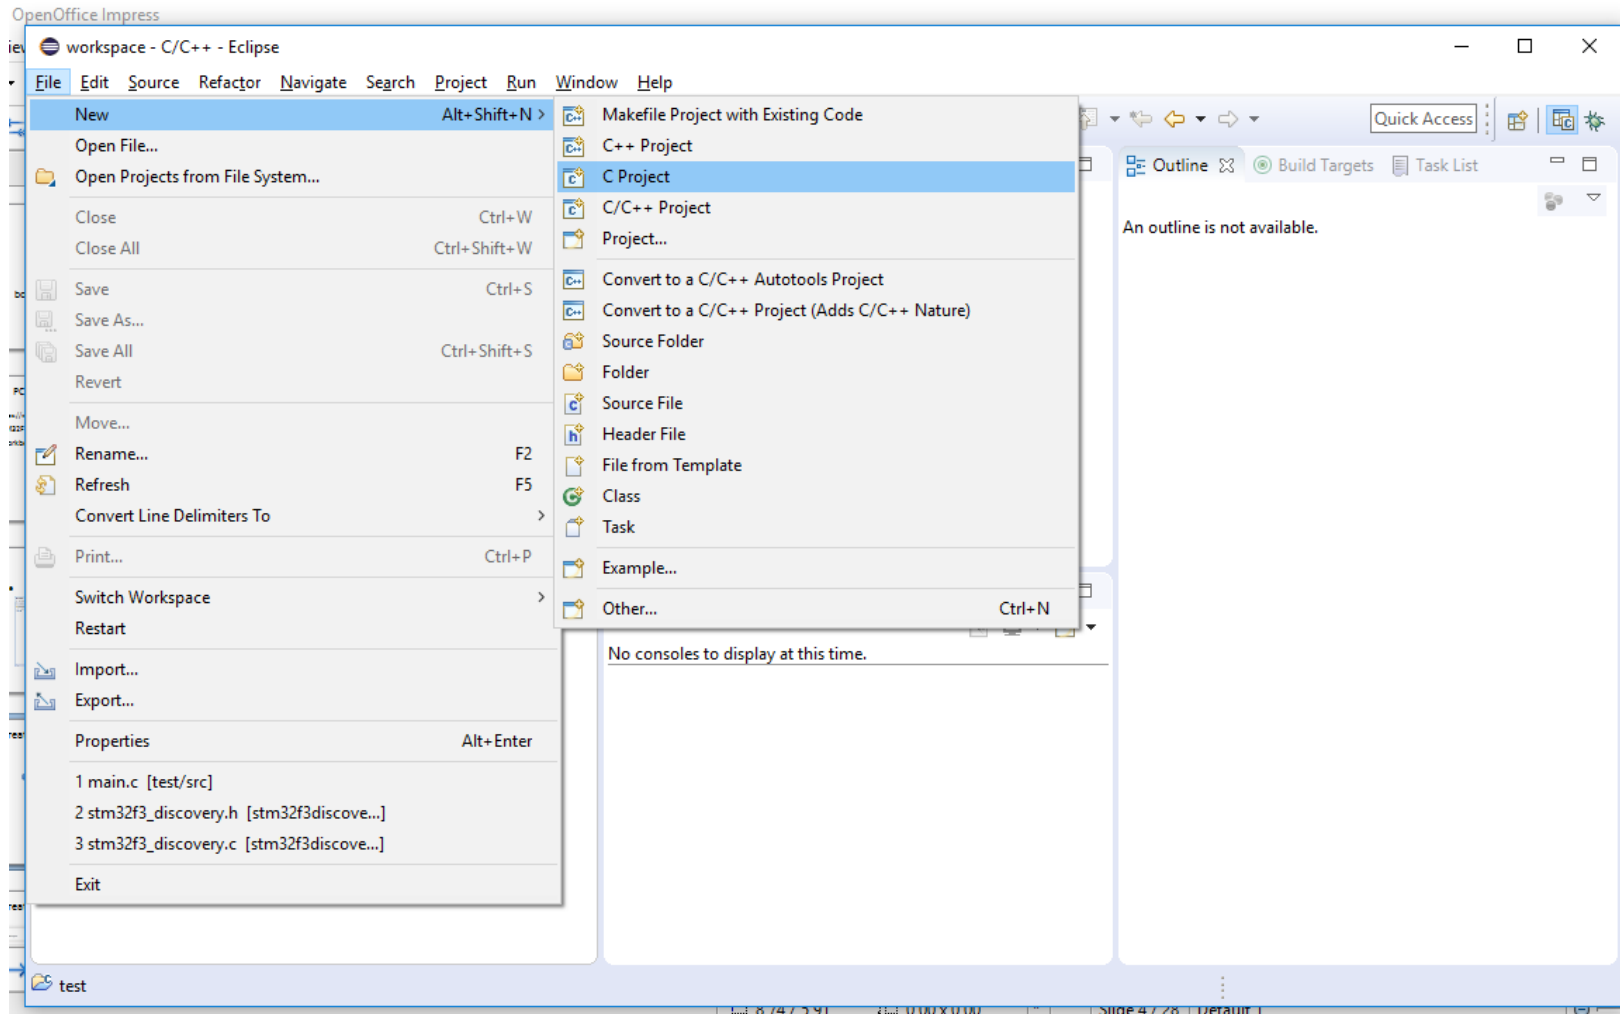 OpenOffice Impress
workspace - C/C++ - Eclipse
File Edit Source Refactor Navigate Search Project Run Window Help
New Alt+Shift+N
Open File...
Open Projects from File System...
Close Ctrl+W
Close All Ctrl+Shift+W
Save Ctrl+S
Save As...
Save All Ctrl+Shift+S
Revert
Move...
Rename... F2
Refresh F5
Convert Line Delimiters To
Print... Ctrl+P
Switch Workspace
Restart
Import...
Export...
Properties Alt+Enter
1 main.c [test/src]
2 stm32f3_discovery.h [stm32f3discove...]
3 stm32f3_discovery.c [stm32f3discove...]
Exit
Makefile Project with Existing Code
C++ Project
C Project
C/C++ Project
Project...
Convert to a C/C++ Autotools Project
Convert to a C/C++ Project (Adds C/C++ Nature)
Source Folder
Folder
Source File
Header File
File from Template
Class
Task
Example...
Other... Ctrl+N
No consoles to display at this time.
Quick Access
Outline Build Targets Task List
An outline is not available.
test
Slide 4 / 28 Default 1